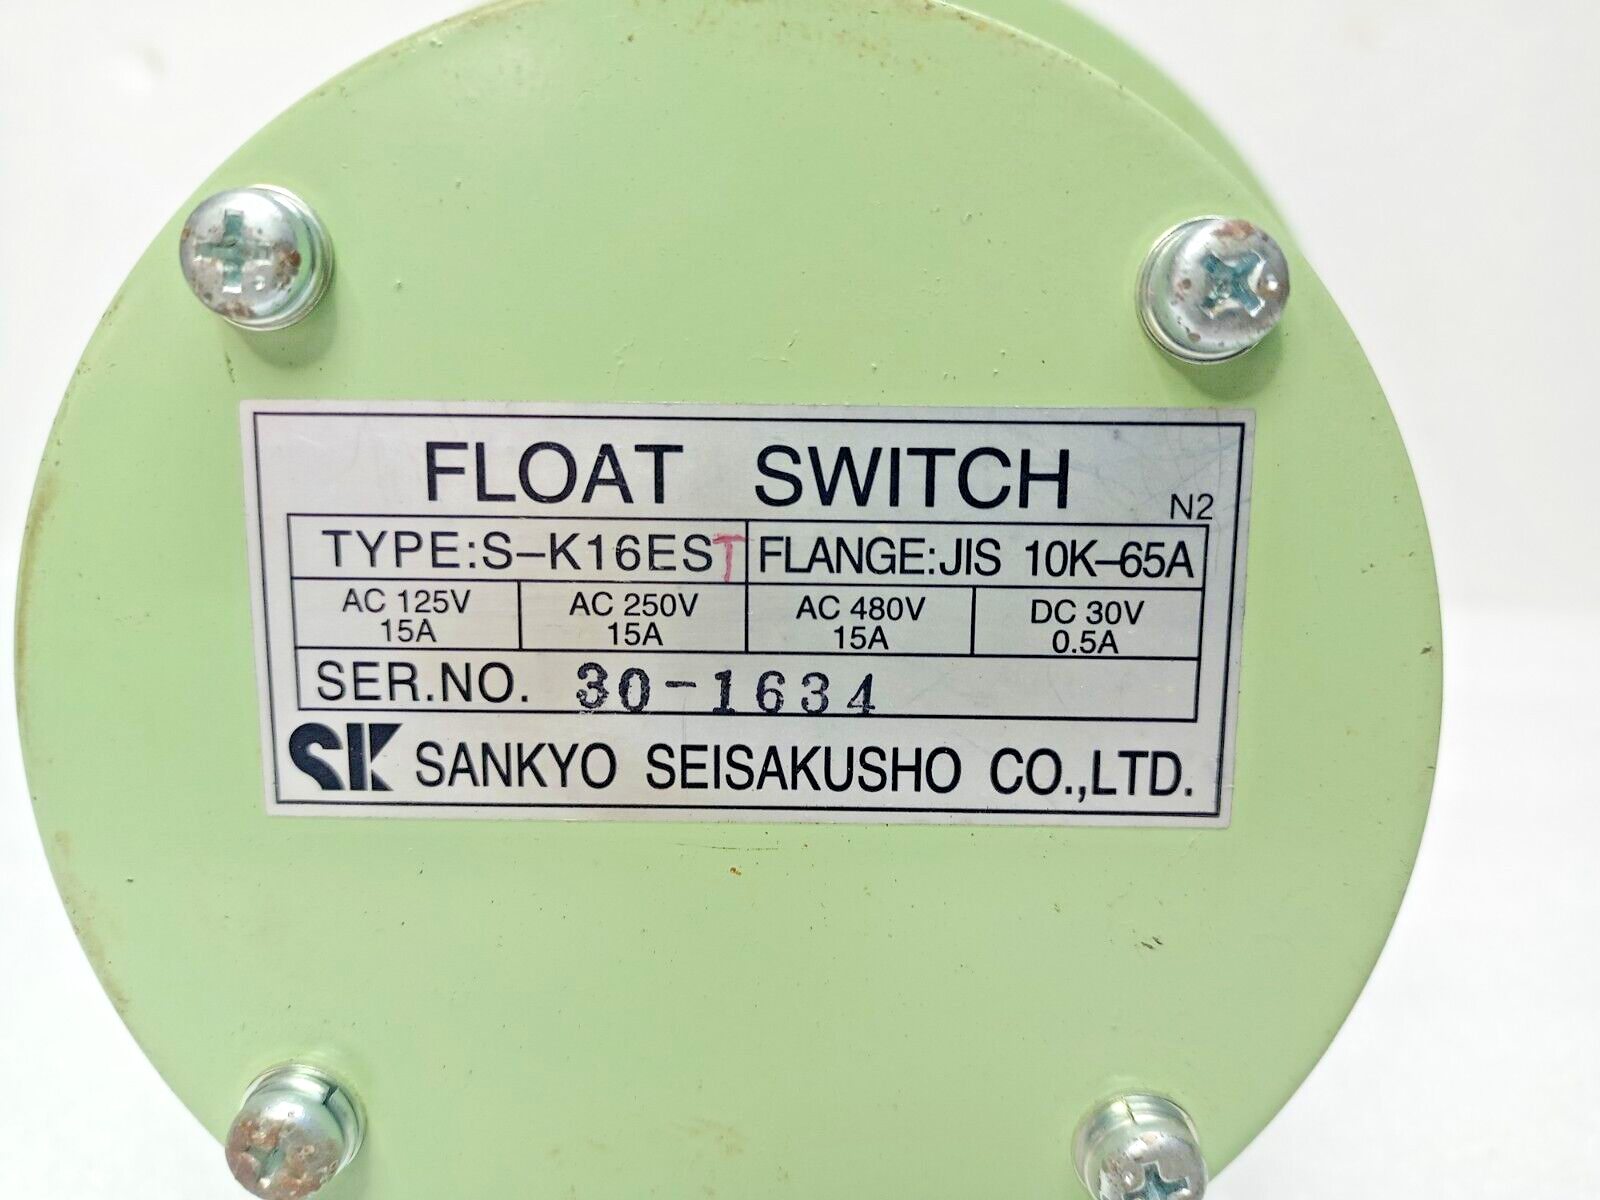 FLOAT SWITCH N2
TYPE:S-K16EST FLANGE:JIS 10K-65A
AC 125V AC 250V AC 480V DC 30V
15A 15A 15A 0.5A
SER.NO. 30-1634
SK SANKYO SEISAKUSHO CO.,LTD.